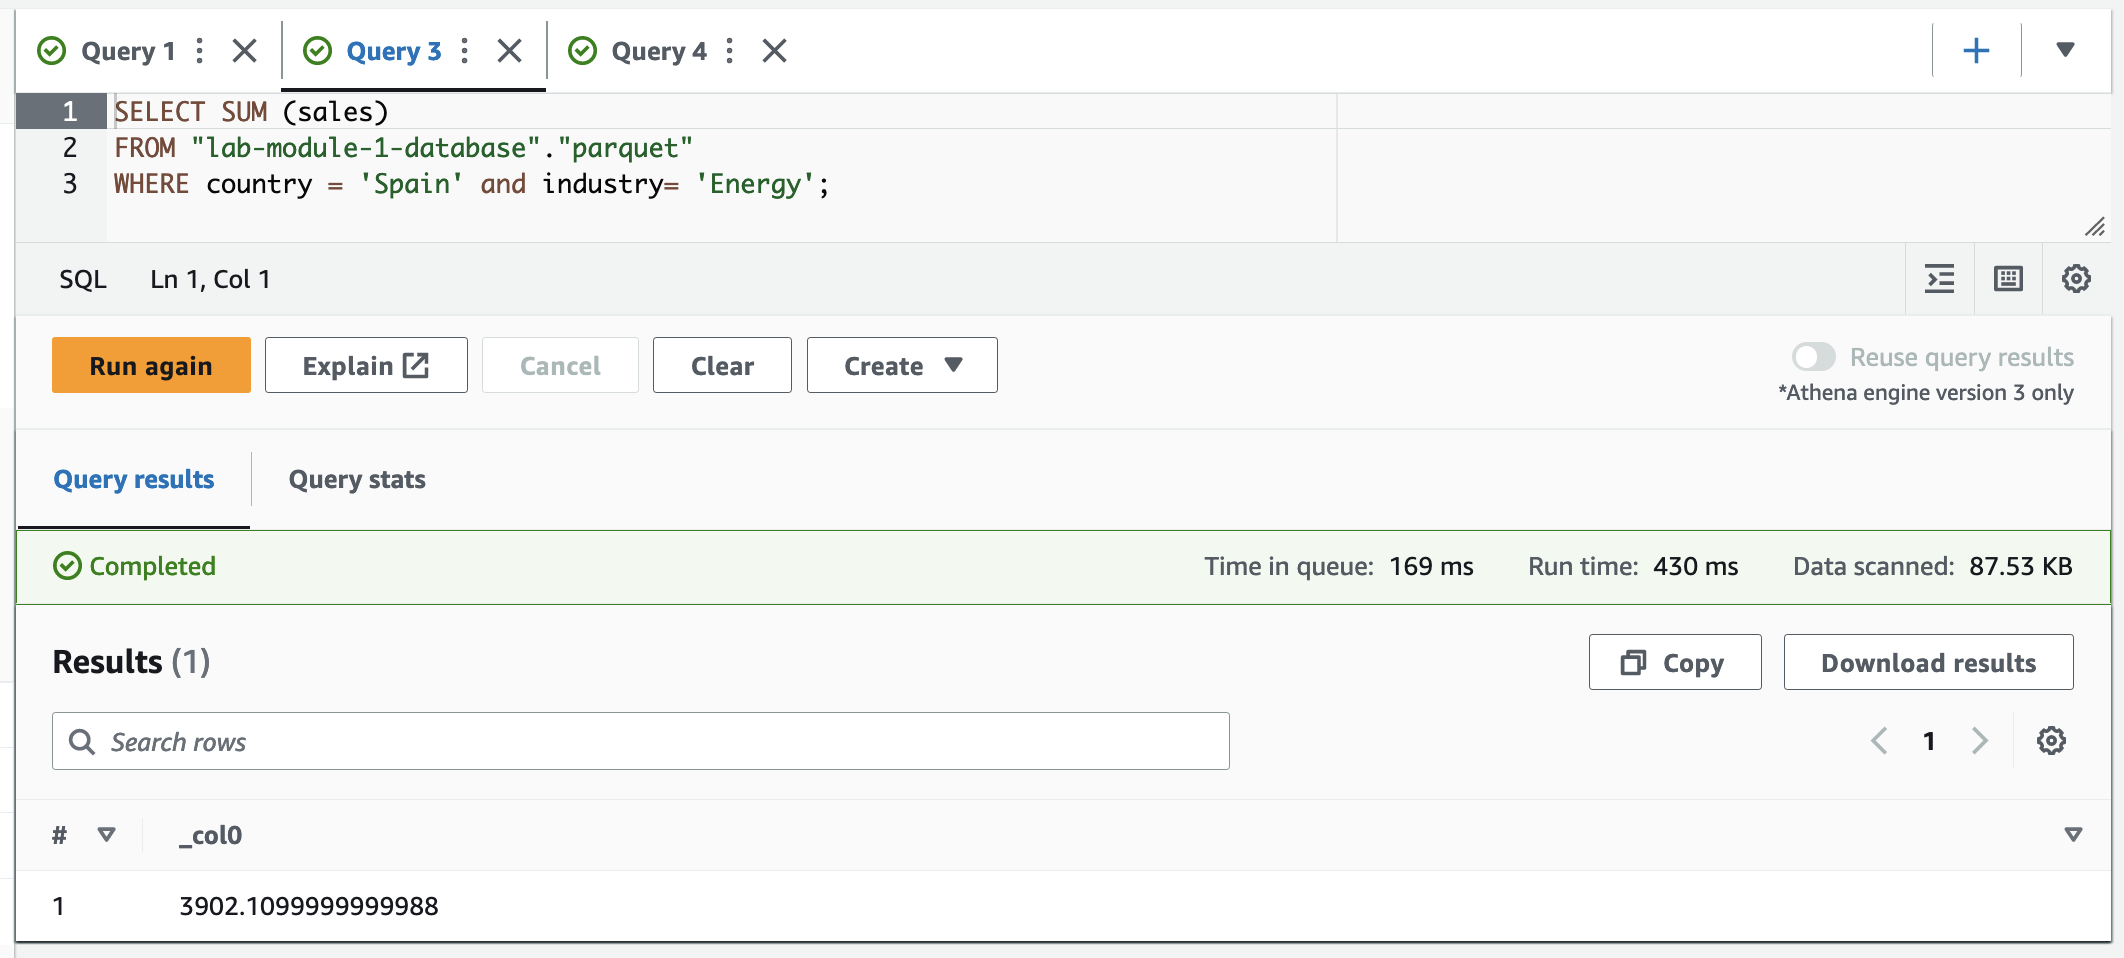 Query 1
Query 3
Query 4
1 SELECT SUM (sales)
2 FROM "lab-module-1-database"."parquet"
3 WHERE country = 'Spain' and industry= 'Energy';
SQL Ln 1, Col 1
Run again
Explain
Cancel
Clear
Create
Reuse query results
*Athena engine version 3 only
Query results
Query stats
Completed
Time in queue: 169 ms
Run time: 430 ms
Data scanned: 87.53 KB
Results (1)
Copy
Download results
Search rows
1
# _col0
1 3902.1099999999988